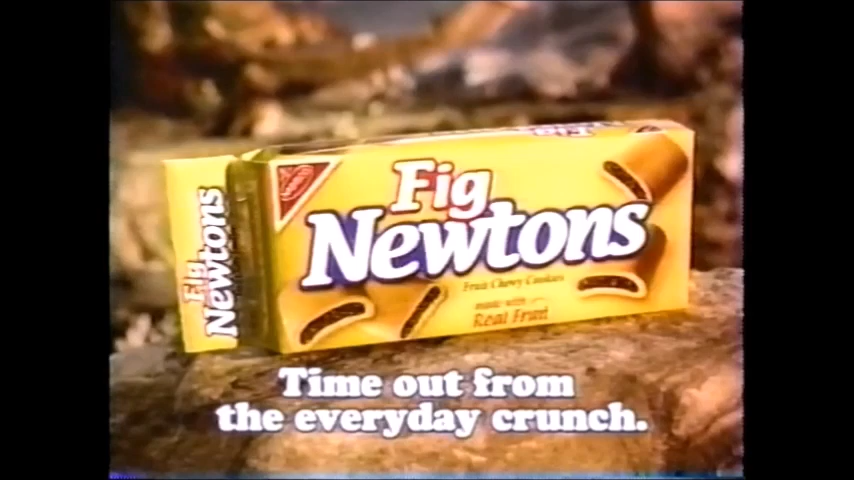 Fig
Newtons
Fig
Newtons
Fruit Chewy Cookies
made with
Real Fruit
Time out from
the everyday crunch.